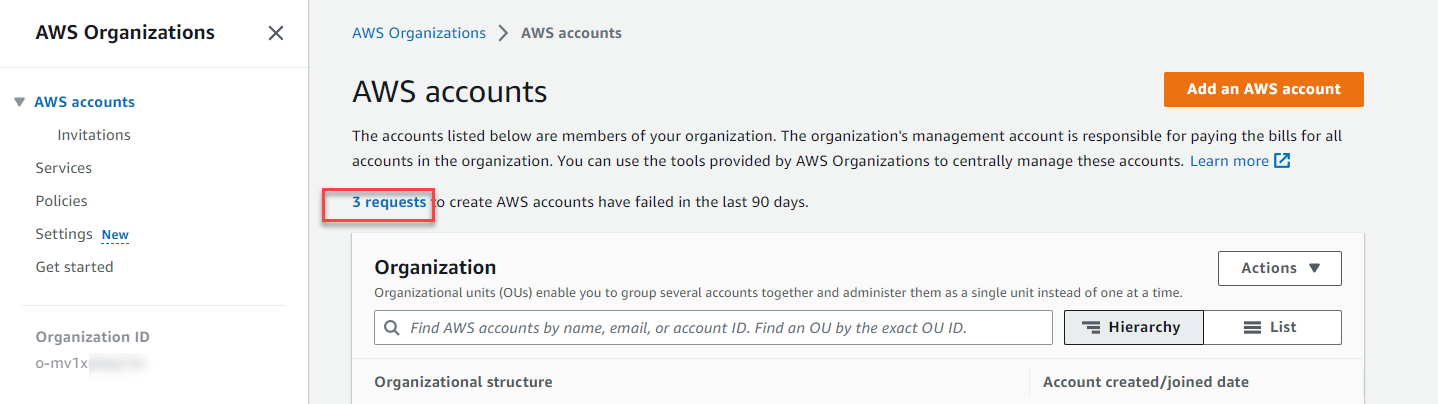 AWS Organizations
AWS accounts
Invitations
Services
Policies
Settings New
Get started
Organization ID
o-mv1x
AWS Organizations > AWS accounts
AWS accounts
Add an AWS account
The accounts listed below are members of your organization. The organization's management account is responsible for paying the bills for all
accounts in the organization. You can use the tools provided by AWS Organizations to centrally manage these accounts. Learn more
3 requests to create AWS accounts have failed in the last 90 days.
Organization
Actions
Organizational units (OUs) enable you to group several accounts together and administer them as a single unit instead of one at a time.
Find AWS accounts by name, email, or account ID. Find an OU by the exact OU ID.
Hierarchy
List
Organizational structure
Account created/joined date